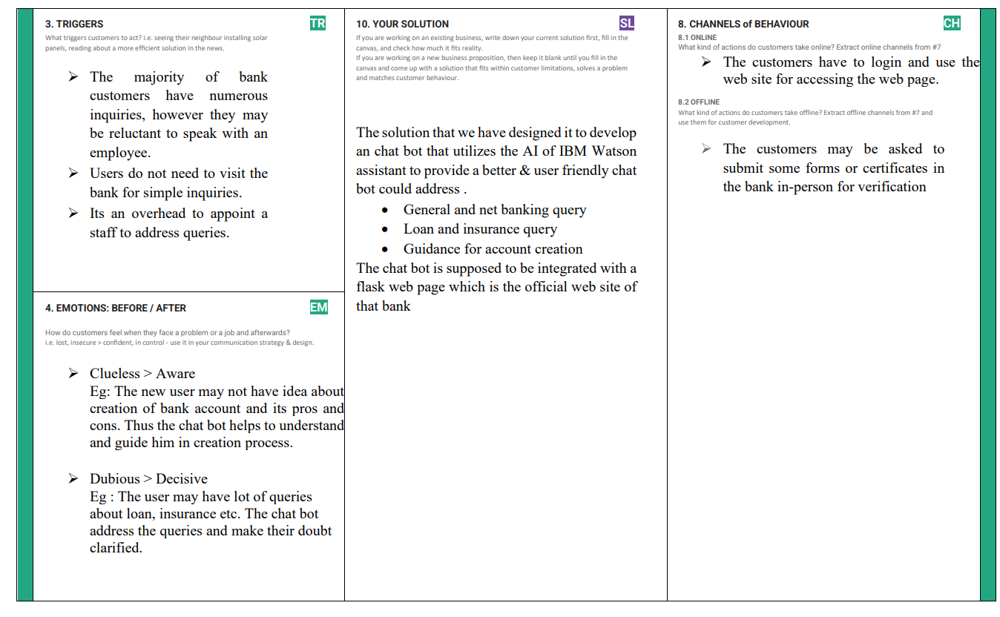 3. TRIGGERS
TR
What triggers customers to act? i.e. seeing their neighbour installing solar
panels, reading about a more efficient solution in the news.
➢ The majority of bank
customers have numerous
inquiries, however they may
be reluctant to speak with an
employee.
➢ Users do not need to visit the
bank for simple inquiries.
➢ Its an overhead to appoint a
staff to address queries.
4. EMOTIONS: BEFORE / AFTER
EM
How do customers feel when they face a problem or a job and afterwards?
i.e. lost, insecure > confident, in control - use it in your communication strategy & design.
➢ Clueless > Aware
Eg: The new user may not have idea about
creation of bank account and its pros and
cons. Thus the chat bot helps to understand
and guide him in creation process.
➢ Dubious > Decisive
Eg : The user may have lot of queries
about loan, insurance etc. The chat bot
address the queries and make their doubt
clarified.
10. YOUR SOLUTION
SL
If you are working on an existing business, write down your current solution first, fill in the
canvas, and check how much it fits reality.
If you are working on a new business proposition, then keep it blank until you fill in the
canvas and come up with a solution that fits within customer limitations, solves a problem
and matches customer behaviour.
The solution that we have designed it to develop
an chat bot that utilizes the AI of IBM Watson
assistant to provide a better & user friendly chat
bot could address .
• General and net banking query
• Loan and insurance query
• Guidance for account creation
The chat bot is supposed to be integrated with a
flask web page which is the official web site of
that bank
8. CHANNELS of BEHAVIOUR
CH
8.1 ONLINE
What kind of actions do customers take online? Extract online channels from #7
➢ The customers have to login and use the
web site for accessing the web page.
8.2 OFFLINE
What kind of actions do customers take offline? Extract offline channels from #7 and
use them for customer development.
➢ The customers may be asked to
submit some forms or certificates in
the bank in-person for verification